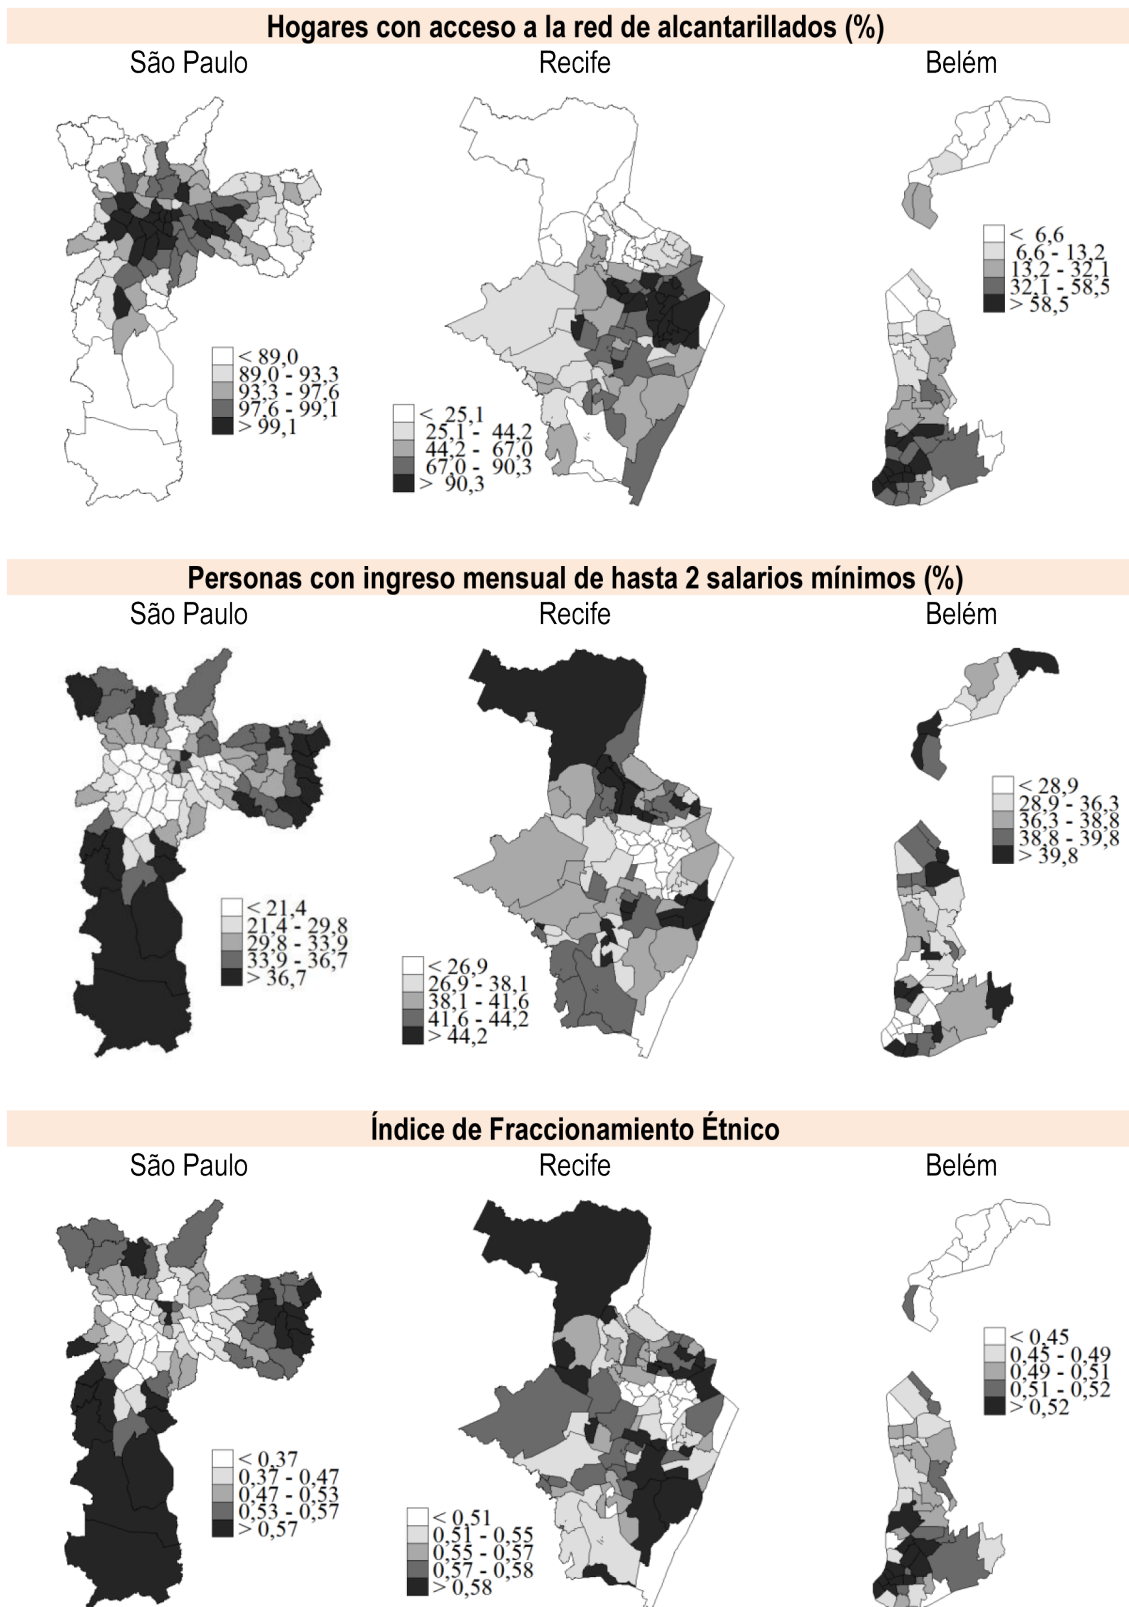 Hogares con acceso a la red de alcantarillados (%)
São Paulo
Recife
Belém
< 89,0
89,0 - 93,3
93,3 - 97,6
97,6 - 99,1
> 99,1
< 25,1
25,1 - 44,2
44,2 - 67,0
67,0 - 90,3
> 90,3
< 6,6
6,6 - 13,2
13,2 - 32,1
32,1 - 58,5
> 58,5
Personas con ingreso mensual de hasta 2 salarios mínimos (%)
São Paulo
Recife
Belém
< 21,4
21,4 - 29,8
29,8 - 33,9
33,9 - 36,7
> 36,7
< 26,9
26,9 - 38,1
38,1 - 41,6
41,6 - 44,2
> 44,2
< 28,9
28,9 - 36,3
36,3 - 38,8
38,8 - 39,8
> 39,8
Índice de Fraccionamiento Étnico
São Paulo
Recife
Belém
< 0,37
0,37 - 0,47
0,47 - 0,53
0,53 - 0,57
> 0,57
< 0,51
0,51 - 0,55
0,55 - 0,57
0,57 - 0,58
> 0,58
< 0,45
0,45 - 0,49
0,49 - 0,51
0,51 - 0,52
> 0,52